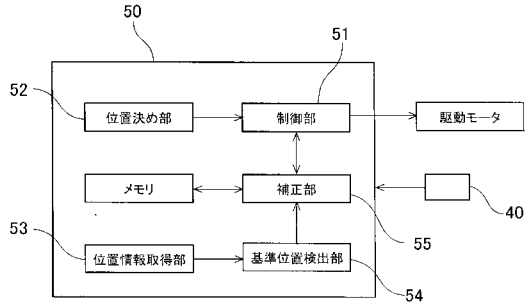 50
51
52
位置決め部
制御部
駆動モータ
メモリ
補正部
40
53
55
位置情報取得部
基準位置検出部
54